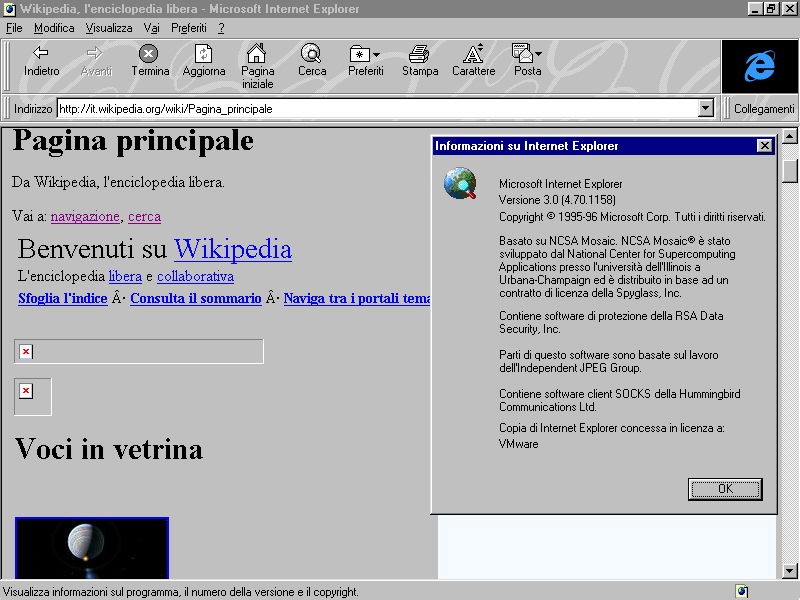 Wikipedia, l'enciclopedia libera - Microsoft Internet Explorer
File Modifica Visualizza Vai Preferiti ?
Indietro Avanti Termina Aggiorna Pagina iniziale Cerca Preferiti Stampa Carattere Posta
Indirizzo http://it.wikipedia.org/wiki/Pagina_principale Collegamenti
Pagina principale
Da Wikipedia, l'enciclopedia libera.
Vai a: navigazione, cerca
Benvenuti su Wikipedia
L'enciclopedia libera e collaborativa
Sfoglia l'indice Â· Consulta il sommario Â· Naviga tra i portali tema
Voci in vetrina
Informazioni su Internet Explorer
Microsoft Internet Explorer
Versione 3.0 (4.70.1158)
Copyright © 1995-96 Microsoft Corp. Tutti i diritti riservati.
Basato su NCSA Mosaic. NCSA Mosaic® è stato
sviluppato dal National Center for Supercomputing
Applications presso l'università dell'Illinois a
Urbana-Champaign ed è distribuito in base ad un
contratto di licenza della Spyglass, Inc.
Contiene software di protezione della RSA Data
Security, Inc.
Parti di questo software sono basate sul lavoro
dell'Independent JPEG Group.
Contiene software client SOCKS della Hummingbird
Communications Ltd.
Copia di Internet Explorer concessa in licenza a:
VMware
OK
Visualizza informazioni sul programma, il numero della versione e il copyright.